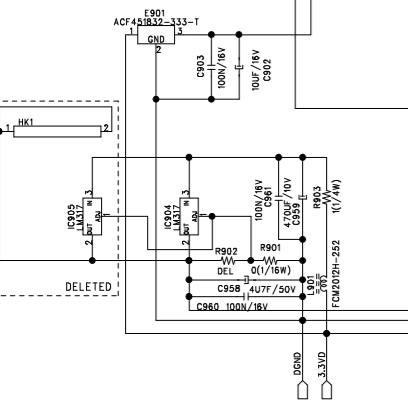 E901
ACF451832-333-T
1
3
GND
2
C903
100N/16V
10UF/16V
C902
HK1
1
2
3
IN
IC905
LM317
ADJ
1
OUT
2
3
IN
IC904
LM317
ADJ
1
OUT
2
100N/16V
C961
470UF/10V
C959
R903
1(1/4W)
R902
R901
DEL
0(1/16W)
C958
4U7F/50V
C960
100N/16V
L901
FCM2012H-252
DELETED
DGND
3.3VD